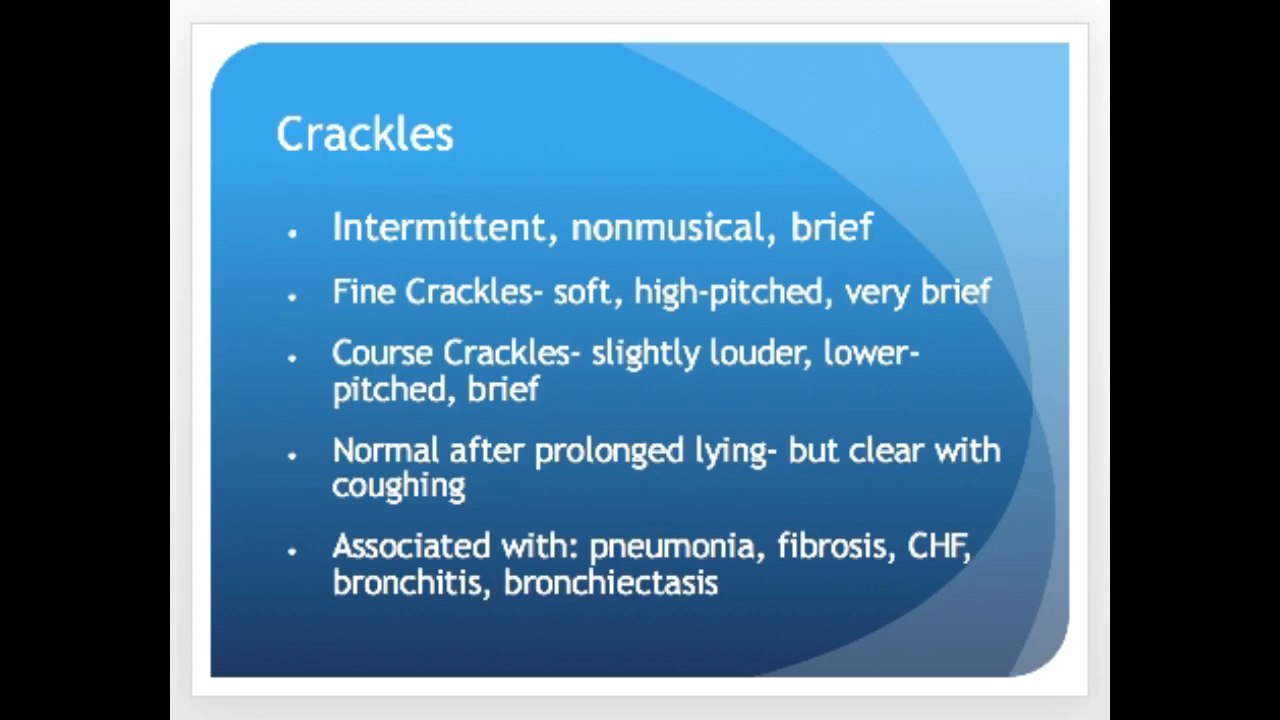 Crackles
• Intermittent, nonmusical, brief
• Fine Crackles- soft, high-pitched, very brief
• Course Crackles- slightly louder, lower-
pitched, brief
• Normal after prolonged lying- but clear with
coughing
• Associated with: pneumonia, fibrosis, CHF,
bronchitis, bronchiectasis